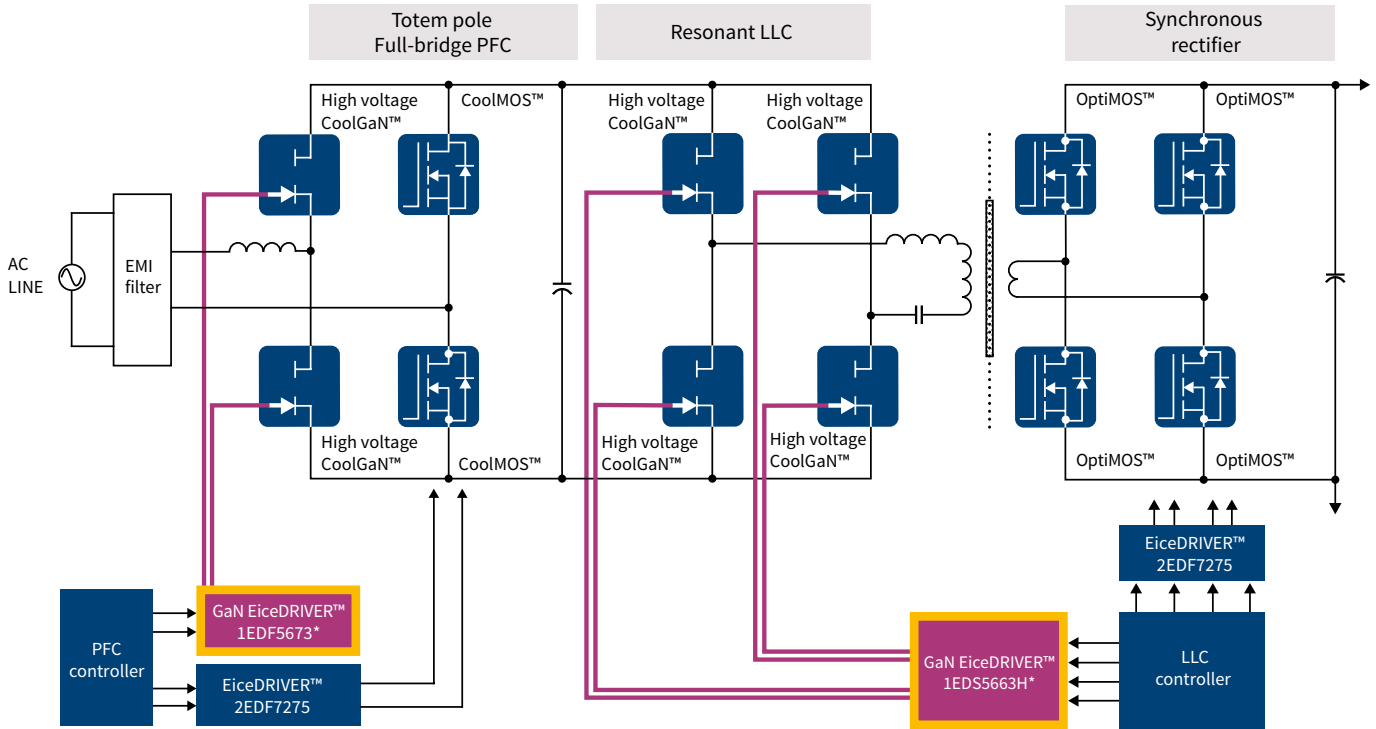 Totem pole
Full-bridge PFC
Resonant LLC
Synchronous
rectifier
High voltage
CoolGaN™
CoolMOS™
High voltage
CoolGaN™
High voltage
CoolGaN™
OptiMOS™
OptiMOS™
AC
LINE
EMI
filter
High voltage
CoolGaN™
CoolMOS™
High voltage
CoolGaN™
High voltage
CoolGaN™
OptiMOS™
OptiMOS™
PFC
controller
GaN EiceDRIVER™
1EDF5673*
EiceDRIVER™
2EDF7275
GaN EiceDRIVER™
1EDS5663H*
EiceDRIVER™
2EDF7275
LLC
controller